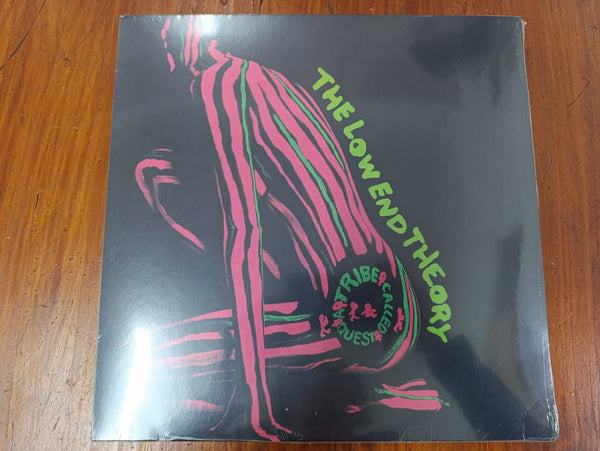 THE LOW END THEORY
A TRIBE CALLED QUEST